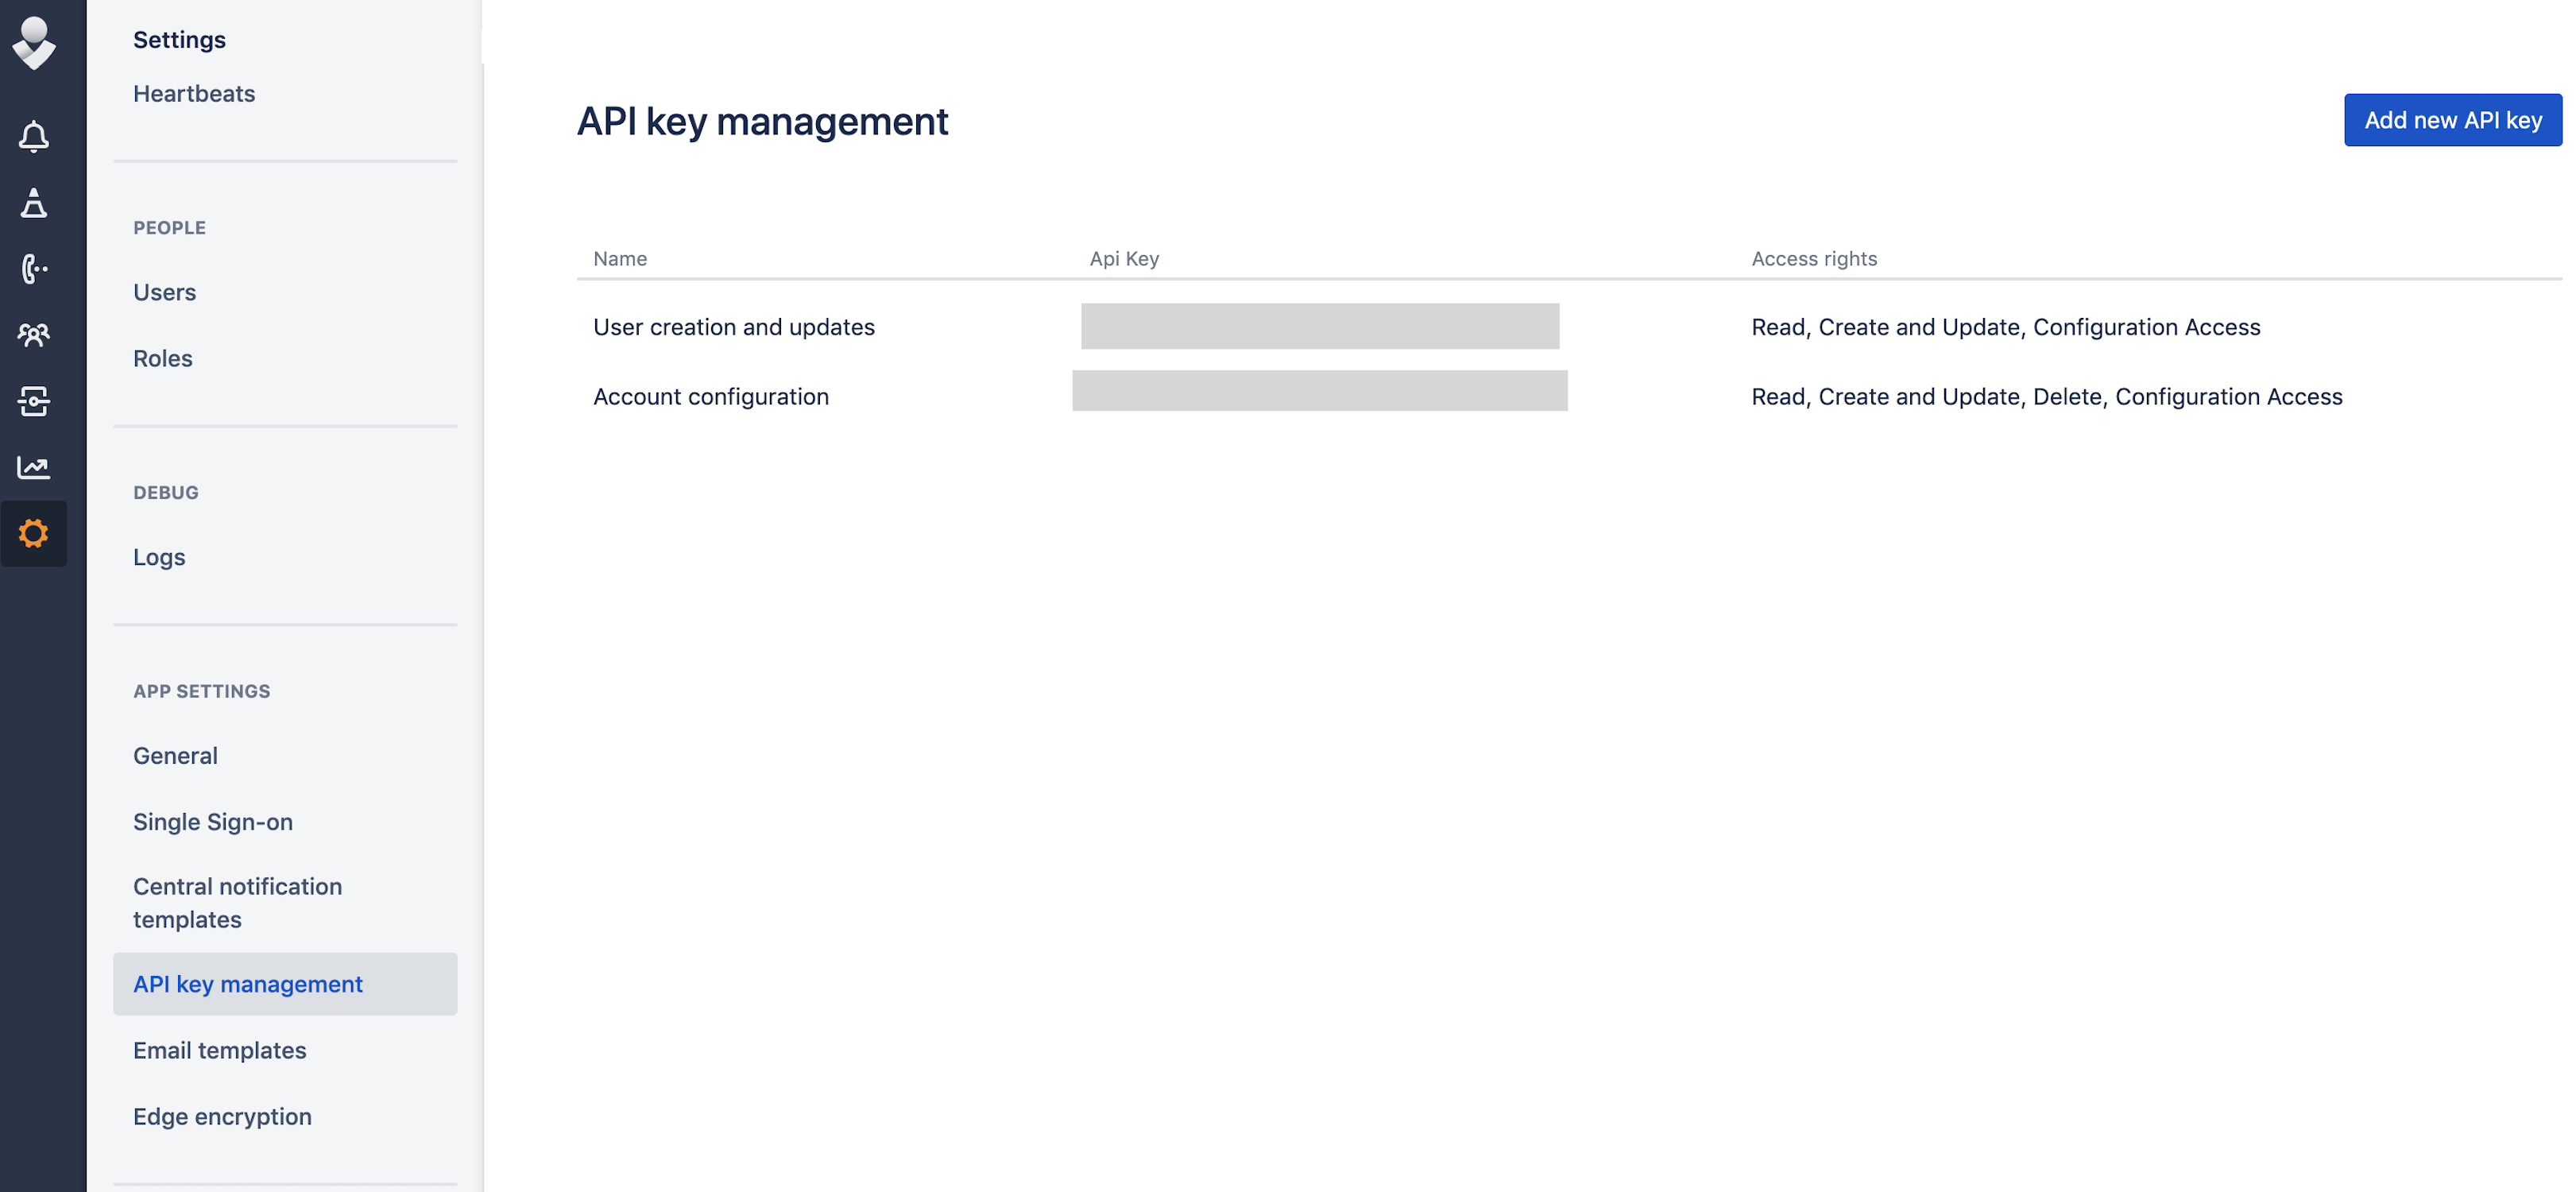 Settings
Heartbeats
PEOPLE
Users
Roles
DEBUG
Logs
APP SETTINGS
General
Single Sign-on
Central notification
templates
API key management
Email templates
Edge encryption
API key management
Add new API key
Name Api Key Access rights
User creation and updates Read, Create and Update, Configuration Access
Account configuration Read, Create and Update, Delete, Configuration Access